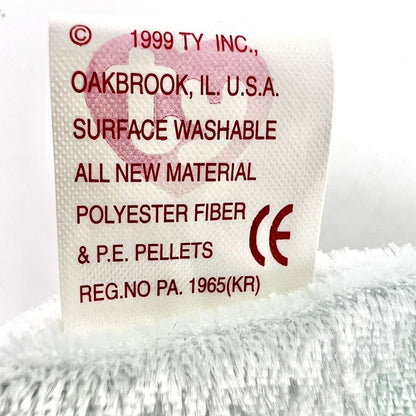 © 1999 TY INC.,
OAKBROOK, IL. U.S.A.
SURFACE WASHABLE
ALL NEW MATERIAL
POLYESTER FIBER
& P.E. PELLETS CE
REG.NO PA. 1965(KR)
ty